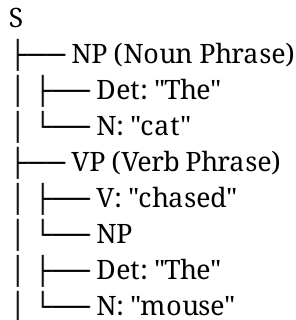 S
├── NP (Noun Phrase)
│ ├── Det: "The"
│ └── N: "cat"
├── VP (Verb Phrase)
│ ├── V: "chased"
│ └── NP
│ ├── Det: "The"
│ └── N: "mouse"